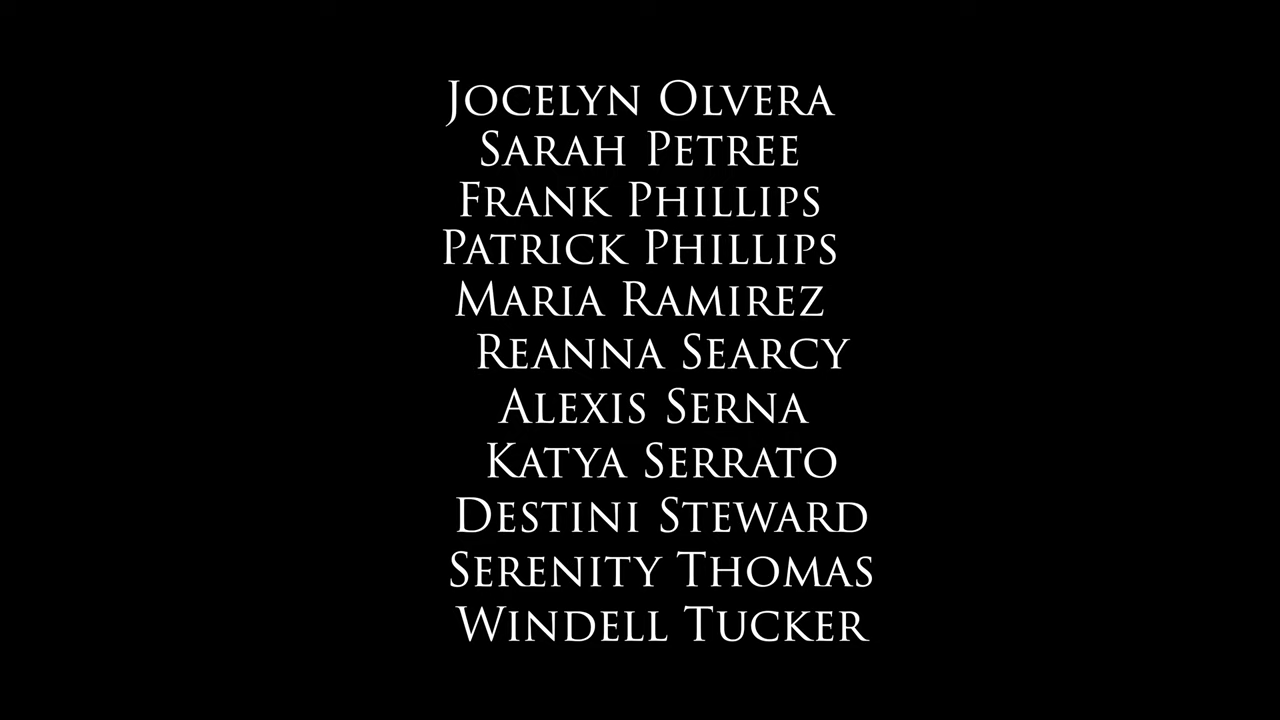 Jocelyn Olvera
Sarah Petree
Frank Phillips
Patrick Phillips
Maria Ramirez
Reanna Searcy
Alexis Serna
Katya Serrato
Destini Steward
Serenity Thomas
Windell Tucker